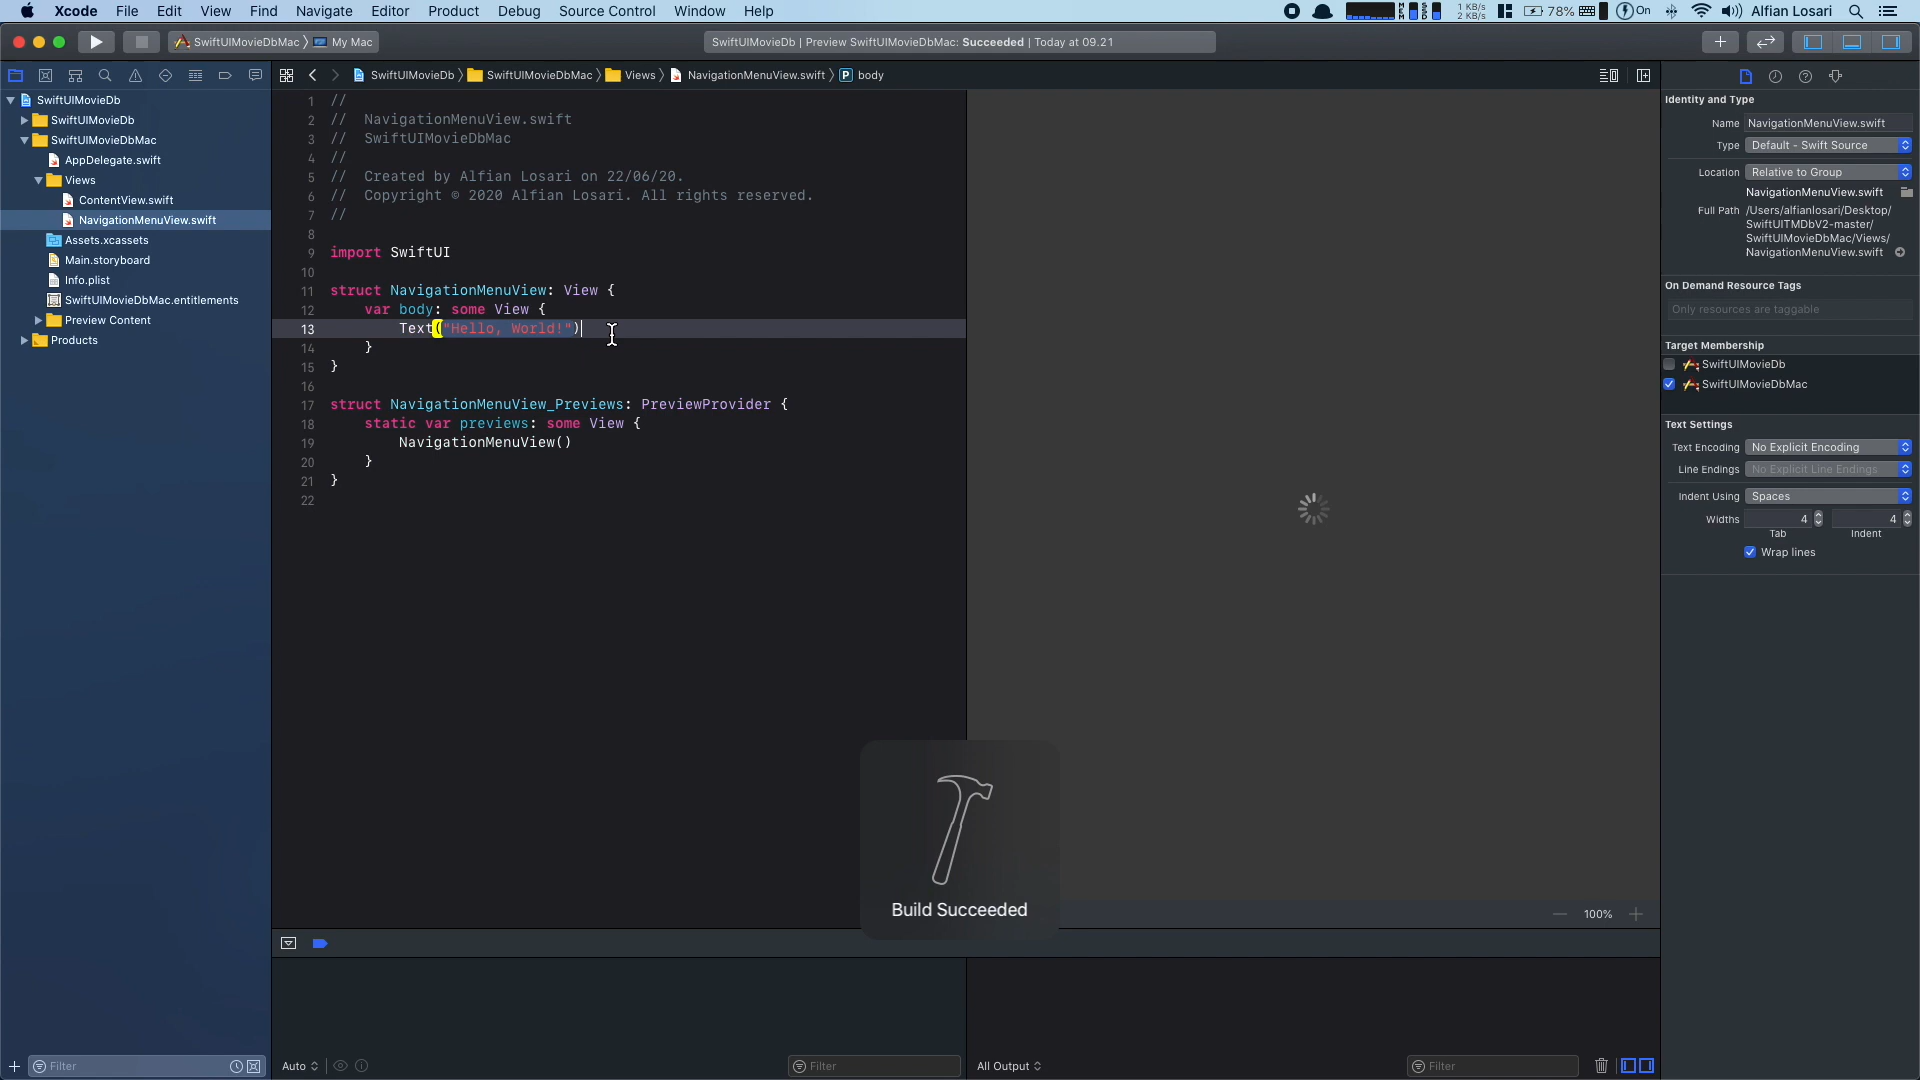 Xcode File Edit View Find Navigate Editor Product Debug Source Control Window Help
1 KB/s
2 KB/s
78%
On
Alfian Losari
SwiftUIMovieDbMac
My Mac
SwiftUIMovieDb | Preview SwiftUIMovieDbMac: Succeeded | Today at 09.21
SwiftUIMovieDb
SwiftUIMovieDbMac
Views
NavigationMenuView.swift
P body
SwiftUIMovieDb
SwiftUIMovieDb
SwiftUIMovieDbMac
AppDelegate.swift
Views
ContentView.swift
NavigationMenuView.swift
Assets.xcassets
Main.storyboard
Info.plist
SwiftUIMovieDbMac.entitlements
Preview Content
Products
1 //
2 //  NavigationMenuView.swift
3 //  SwiftUIMovieDbMac
4 //
5 //  Created by Alfian Losari on 22/06/20.
6 //  Copyright © 2020 Alfian Losari. All rights reserved.
7 //
8
9 import SwiftUI
10
11 struct NavigationMenuView: View {
12     var body: some View {
13         Text("Hello, World!")
14     }
15 }
16
17 struct NavigationMenuView_Previews: PreviewProvider {
18     static var previews: some View {
19         NavigationMenuView()
20     }
21 }
22
Build Succeeded
100%
Identity and Type
Name NavigationMenuView.swift
Type Default - Swift Source
Location Relative to Group
NavigationMenuView.swift
Full Path /Users/alfianlosari/Desktop/
SwiftUITMDbV2-master/
SwiftUIMovieDbMac/Views/
NavigationMenuView.swift
On Demand Resource Tags
Only resources are taggable
Target Membership
SwiftUIMovieDb
SwiftUIMovieDbMac
Text Settings
Text Encoding No Explicit Encoding
Line Endings No Explicit Line Endings
Indent Using Spaces
Widths 4 4
Tab Indent
Wrap lines
Filter
Auto
Filter
All Output
Filter